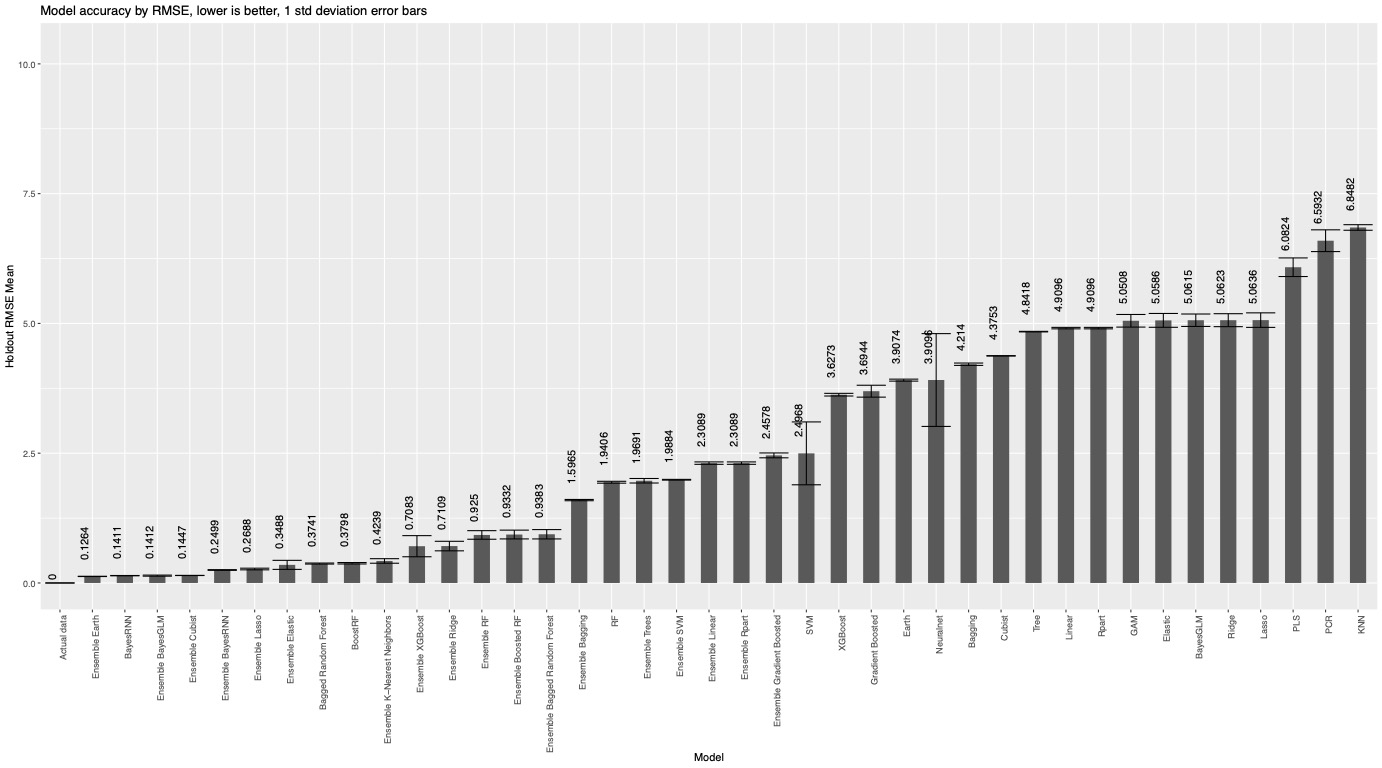 Model accuracy by RMSE, lower is better, 1 std deviation error bars
Holdout RMSE Mean
10.0
7.5
5.0
2.5
0.0
0
0.1264
0.1411
0.1412
0.1447
0.2499
0.2688
0.3488
0.3741
0.3798
0.4239
0.7083
0.7109
0.925
0.9332
0.9383
1.5965
1.9406
1.9691
1.9884
2.3089
2.3089
2.4578
2.4968
3.6273
3.6944
3.9074
3.9096
4.214
4.3753
4.8418
4.9096
4.9096
5.0508
5.0586
5.0615
5.0623
5.0636
6.0824
6.5932
6.8482
Actual data
Ensemble Earth
BayesRNN
Ensemble BayesGLM
Ensemble Cubist
Ensemble BayesRNN
Ensemble Lasso
Ensemble Elastic
Bagged Random Forest
BoostRF
Ensemble K−Nearest Neighbors
Ensemble XGBoost
Ensemble Ridge
Ensemble RF
Ensemble Boosted RF
Ensemble Bagged Random Forest
Ensemble Bagging
RF
Ensemble Trees
Ensemble SVM
Ensemble Linear
Ensemble Rpart
Ensemble Gradient Boosted
SVM
XGBoost
Gradient Boosted
Earth
Neuralnet
Bagging
Cubist
Tree
Linear
Rpart
GAM
Elastic
BayesGLM
Ridge
Lasso
PLS
PCR
KNN
Model